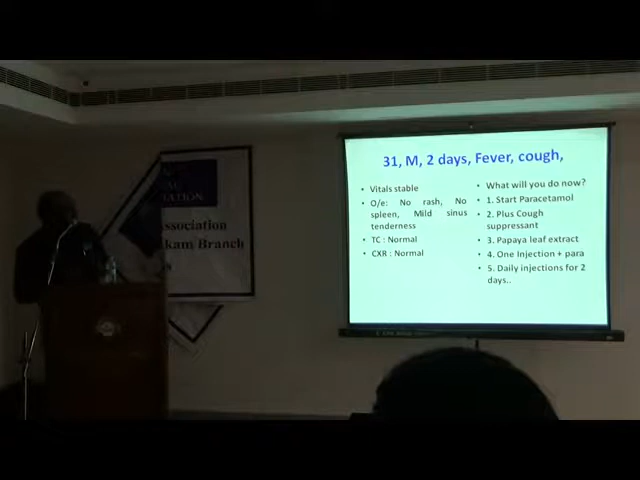 ssociation
kam Branch
31, M, 2 days, Fever, cough,
• Vitals stable
• O/e: No rash, No
spleen, Mild sinus
tenderness
• TC : Normal
• CXR : Normal
• What will you do now?
• 1. Start Paracetamol
• 2. Plus Cough
suppressant
• 3. Papaya leaf extract
• 4. One Injection + para
• 5. Daily injections for 2
days..